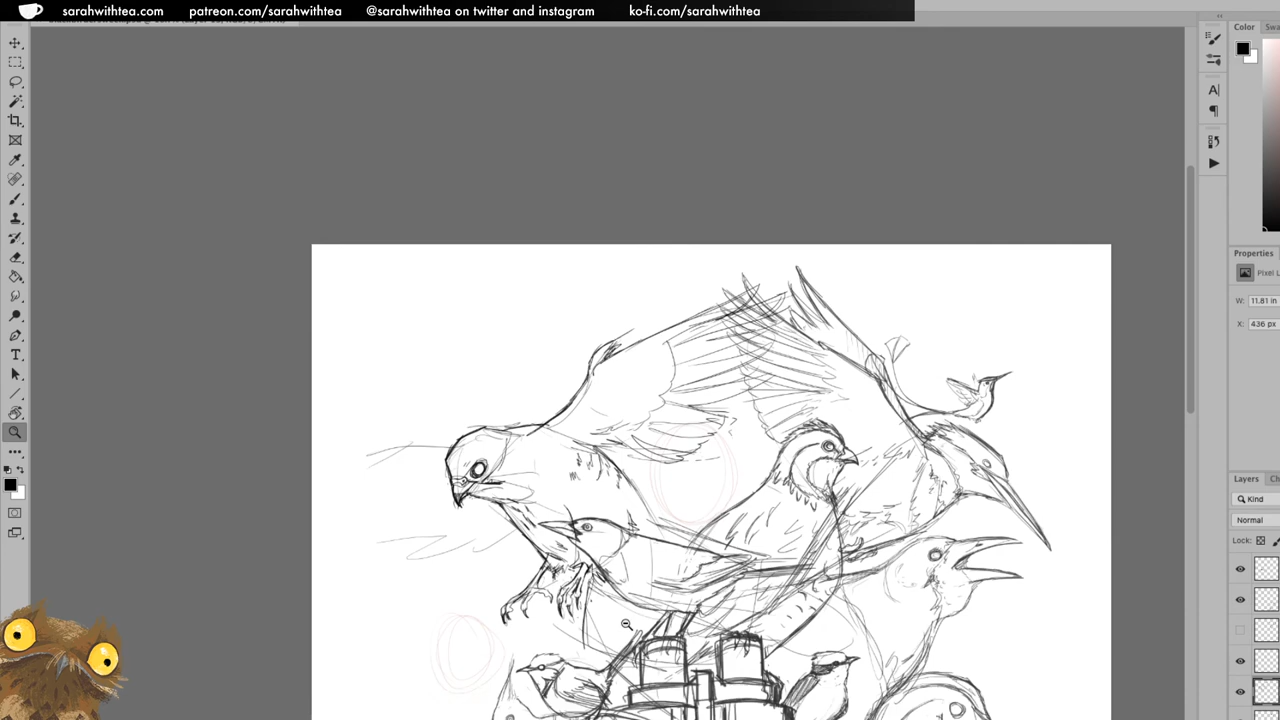 sarahwithtea.com patreon.com/sarahwithtea @sarahwithtea on twitter and instagram ko-fi.com/sarahwithtea
Color
Properties
W: 11.81 in
X: 436 px
Layers
Kind
Normal
Lock: